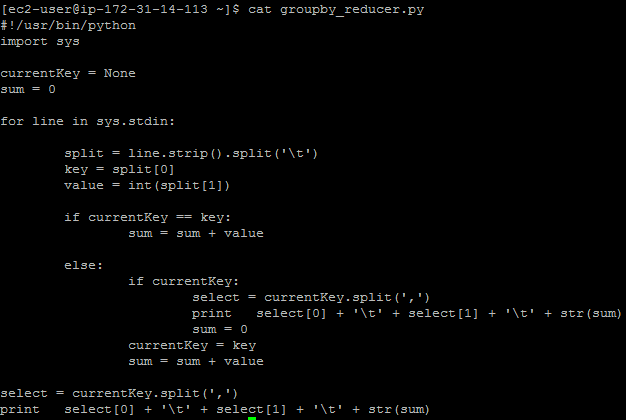 [ec2-user@ip-172-31-14-113 ~]$ cat groupby_reducer.py
#!/usr/bin/python
import sys

currentKey = None
sum = 0

for line in sys.stdin:

        split = line.strip().split('\t')
        key = split[0]
        value = int(split[1])

        if currentKey == key:
                sum = sum + value

        else:
                if currentKey:
                        select = currentKey.split(',')
                        print   select[0] + '\t' + select[1] + '\t' + str(sum)
                        sum = 0
                currentKey = key
                sum = sum + value

select = currentKey.split(',')
print   select[0] + '\t' + select[1] + '\t' + str(sum)